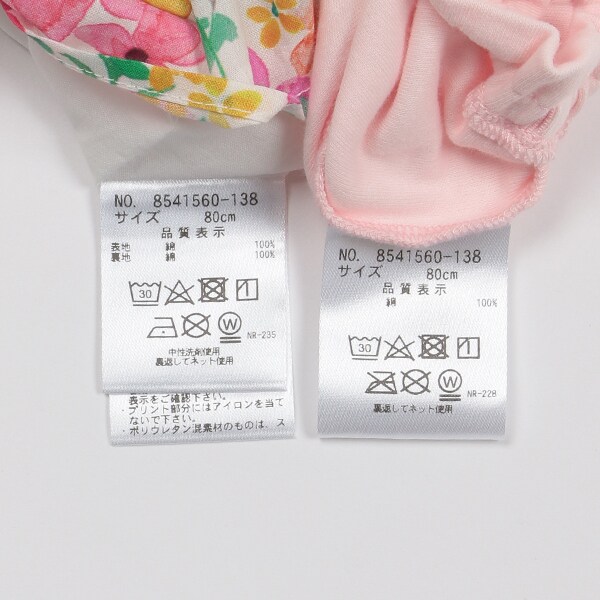 NO. 8541560-138
サイズ 80cm
品質表示
表地 綿 100%
裏地 綿 100%
30
W
NR-235
中性洗剤使用
裏返してネット使用
表示をご確認下さい。
・プリント部分にはアイロンを当て
ないで下さい。
・ポリウレタン混素材のものは、ス
NO. 8541560-138
サイズ 80cm
品質表示
綿 100%
30
W
NR-228
裏返してネット使用